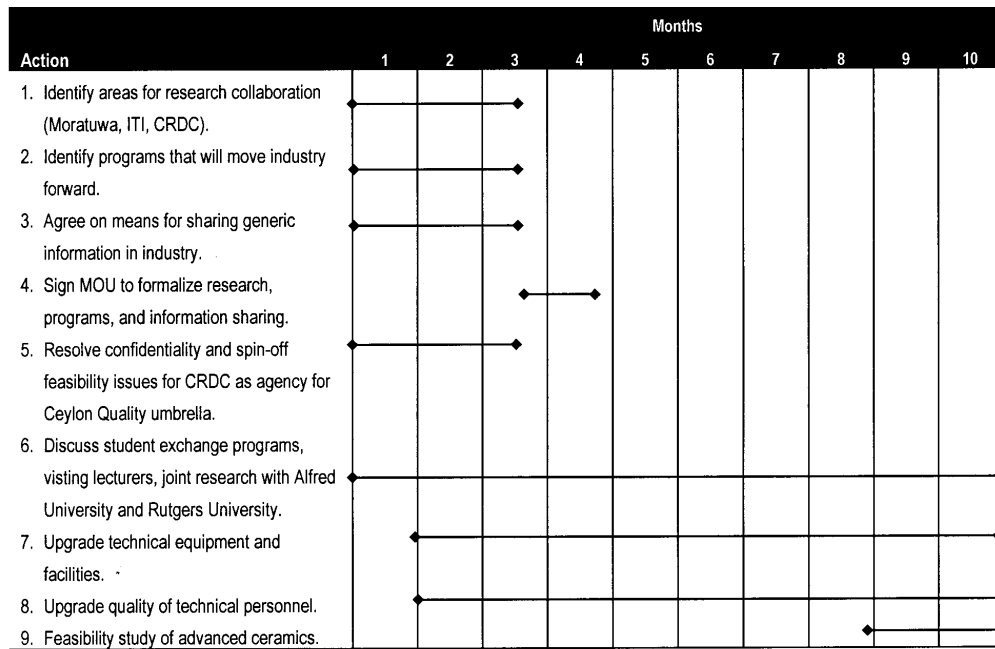 Months
Action 1 2 3 4 5 6 7 8 9 10
1. Identify areas for research collaboration
(Moratuwa, ITI, CRDC).
2. Identify programs that will move industry
forward.
3. Agree on means for sharing generic
information in industry.
4. Sign MOU to formalize research,
programs, and information sharing.
5. Resolve confidentiality and spin-off
feasibility issues for CRDC as agency for
Ceylon Quality umbrella.
6. Discuss student exchange programs,
visting lecturers, joint research with Alfred
University and Rutgers University.
7. Upgrade technical equipment and
facilities.
8. Upgrade quality of technical personnel.
9. Feasibility study of advanced ceramics.